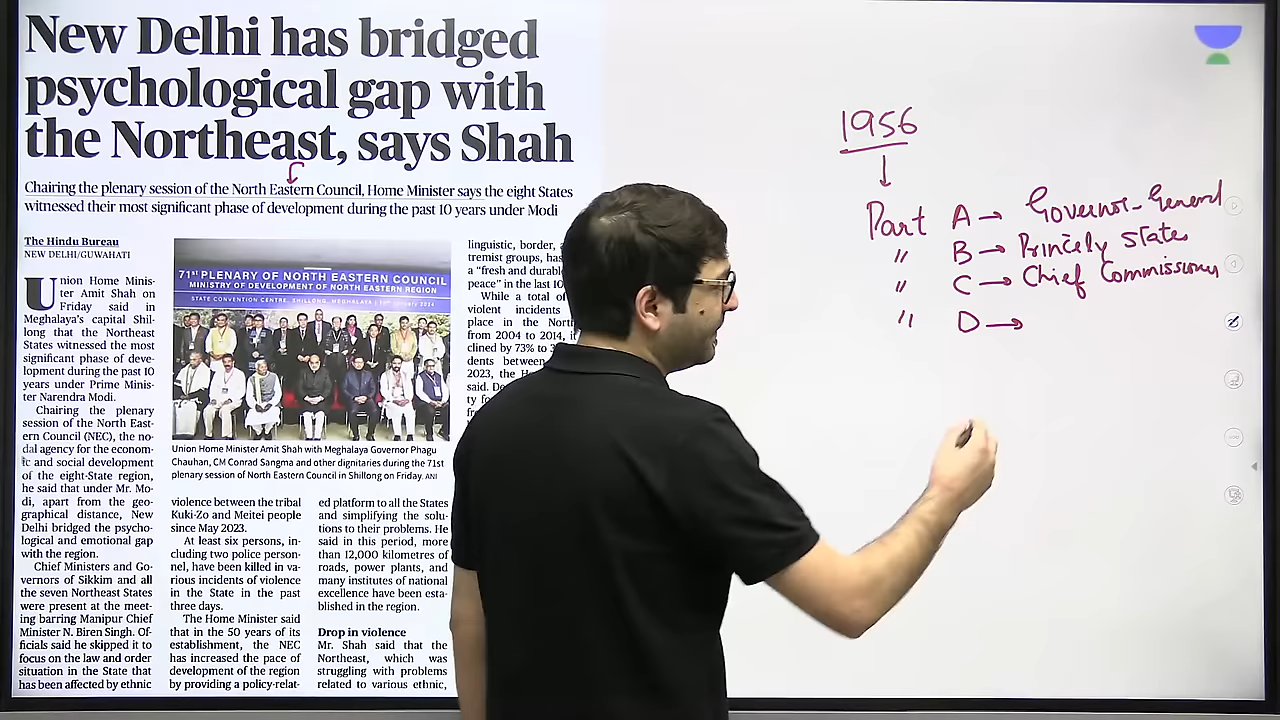 New Delhi has bridged
psychological gap with
the Northeast, says Shah
Chairing the plenary session of the North Eastern Council, Home Minister says the eight States
witnessed their most significant phase of development during the past 10 years under Modi
The Hindu Bureau
NEW DELHI/GUWAHATI
Union Home Minis-
ter Amit Shah on
Friday said in
Meghalaya's capital Shil-
long that the Northeast
States witnessed the most
significant phase of deve-
lopment during the past 10
years under Prime Minis-
ter Narendra Modi.
Chairing the plenary
session of the North East-
ern Council (NEC), the no-
dal agency for the econom-
ic and social development
of the eight-State region,
he said that under Mr. Mo-
di, apart from the geo-
graphical distance, New
Delhi bridged the psycho-
logical and emotional gap
with the region.
Chief Ministers and Go-
vernors of Sikkim and all
the seven Northeast States
were present at the meet-
ing barring Manipur Chief
Minister N. Biren Singh. Of-
ficials said he skipped it to
focus on the law and order
situation in the State that
has been affected by ethnic
71st PLENARY OF NORTH EASTERN COUNCIL
MINISTRY OF DEVELOPMENT OF NORTH EASTERN REGION
STATE CONVENTION CENTRE, SHILLONG, MEGHALAYA
Union Home Minister Amit Shah with Meghalaya Governor Phagu
Chauhan, CM Conrad Sangma and other dignitaries during the 71st
plenary session of North Eastern Council in Shillong on Friday. ANI
violence between the tribal
Kuki-Zo and Meitei people
since May 2023.
At least six persons, in-
cluding two police person-
nel, have been killed in va-
rious incidents of violence
in the State in the past
three days.
The Home Minister said
that in the 50 years of its
establishment, the NEC
has increased the pace of
development of the region
by providing a policy-relat-
ed platform to all the States
and simplifying the solu-
tions to their problems. He
said in this period, more
than 12,000 kilometres of
roads, power plants, and
many institutes of national
excellence have been esta-
blished in the region.
Drop in violence
Mr. Shah said that the
Northeast, which was
struggling with problems
related to various ethnic,
linguistic, border,
tremist groups, has
a "fresh and durable
peace" in the last 10
While a total of
violent incidents
place in the North
from 2004 to 2014, it
clined by 73% to
dents between
2023, the
said.
1956
Part A → Governor-General
" B → Princely States
" C → Chief Commissioner
" D →